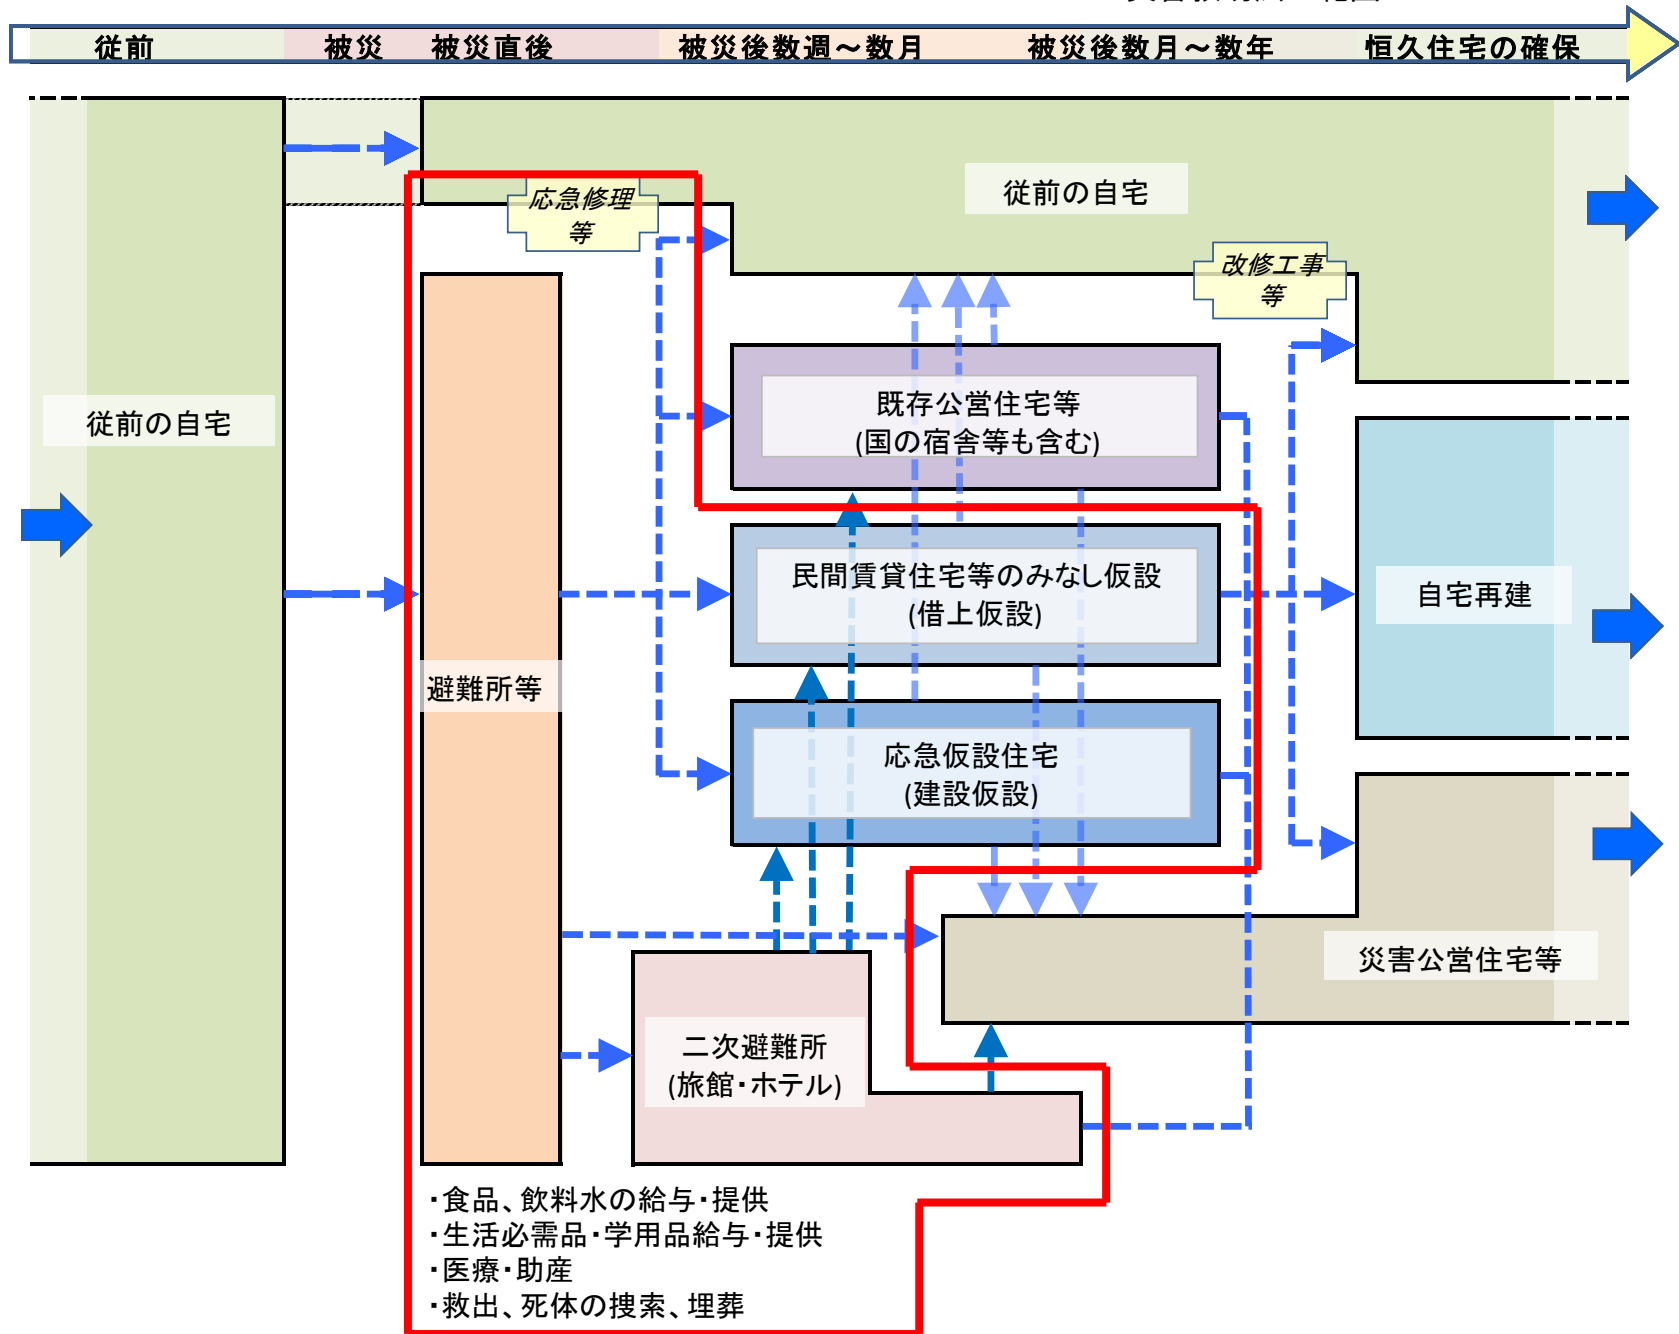 従前
被災
被災直後
被災後数週～数月
被災後数月～数年
恒久住宅の確保
応急修理
等
従前の自宅
改修工事
等
既存公営住宅等
(国の宿舎等も含む)
従前の自宅
民間賃貸住宅等のみなし仮設
(借上仮設)
自宅再建
避難所等
応急仮設住宅
(建設仮設)
災害公営住宅等
二次避難所
(旅館・ホテル)
・食品、飲料水の給与・提供
・生活必需品・学用品給与・提供
・医療・助産
・救出、死体の捜索、埋葬